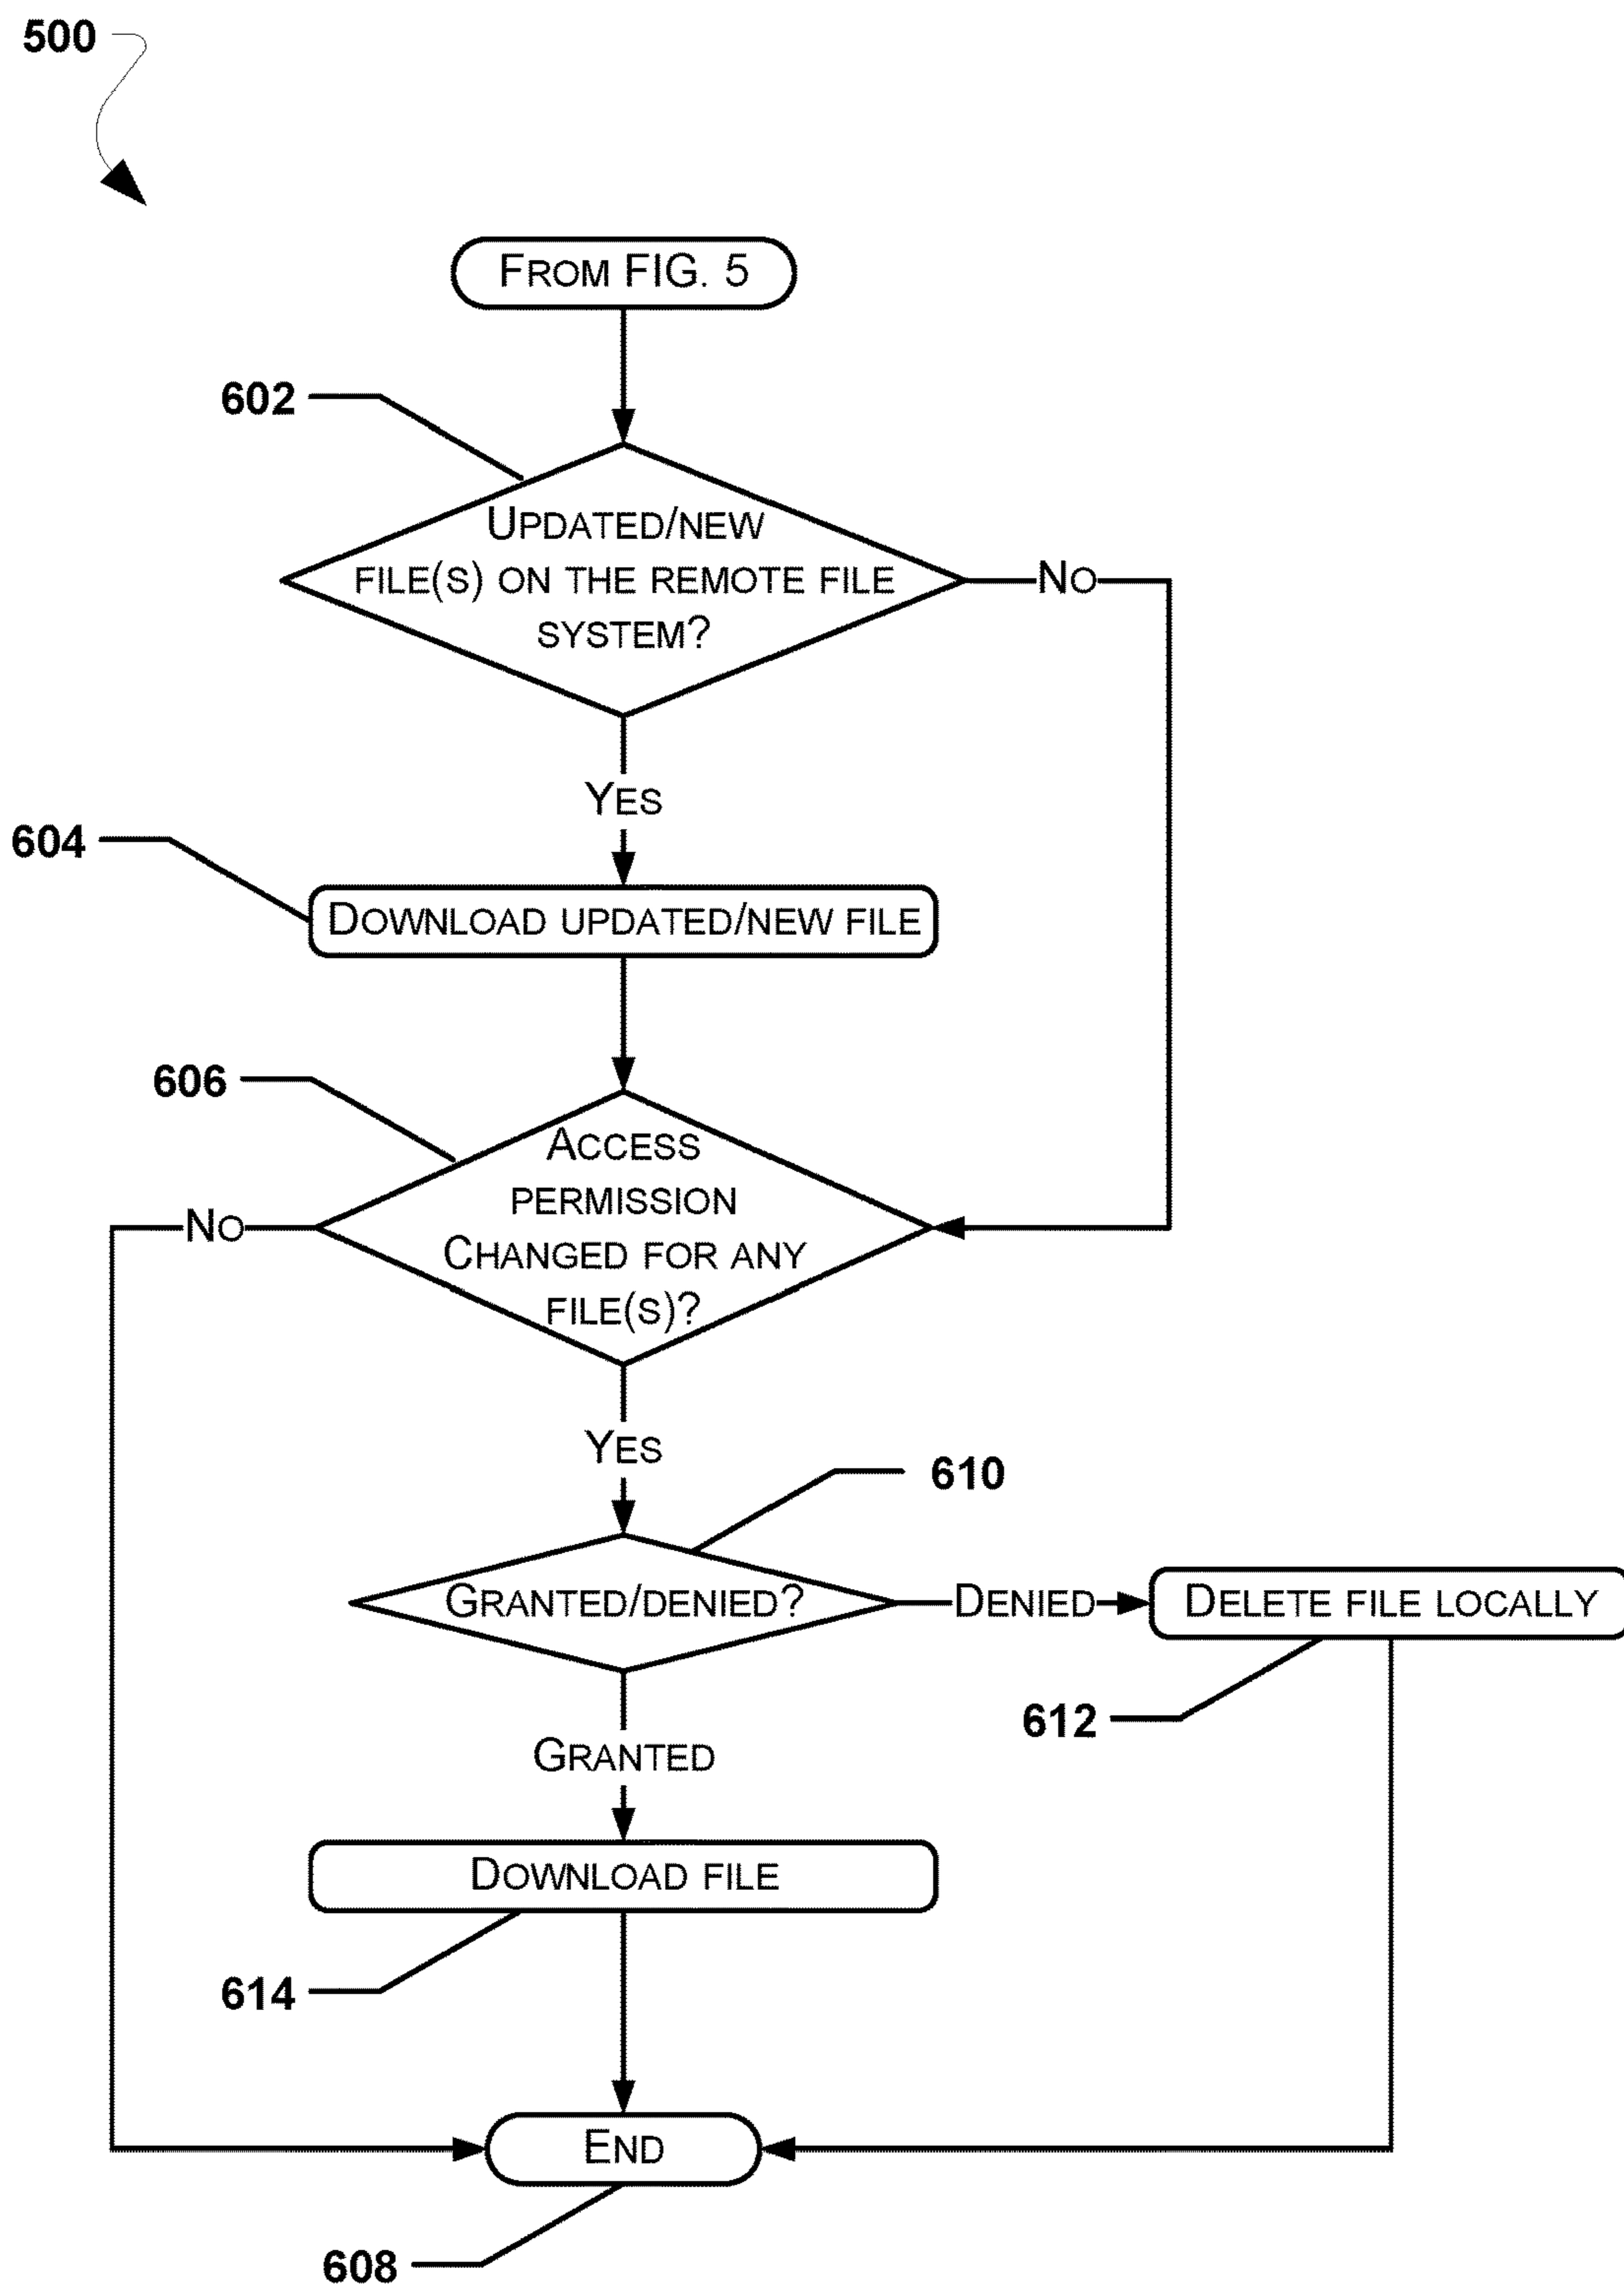 500
FROM FIG. 5
602
UPDATED/NEW
FILE(S) ON THE REMOTE FILE
SYSTEM?
NO
YES
604
DOWNLOAD UPDATED/NEW FILE
606
ACCESS
PERMISSION
CHANGED FOR ANY
FILE(S)?
NO
YES
610
GRANTED/DENIED?
DENIED
DELETE FILE LOCALLY
612
GRANTED
DOWNLOAD FILE
614
END
608